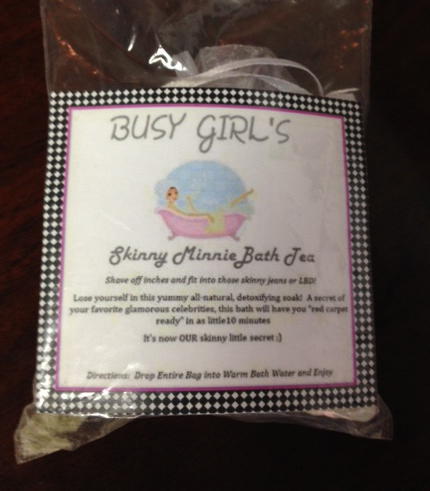 BUSY GIRL'S
Skinny Minnie Bath Tea
Shave off inches and fit into those skinny jeans or LBD!
Lose yourself in this yummy all-natural, detoxifying soak! A secret of
your favorite glamorous celebrities, this bath will have you "red carpet
ready" in as little10 minutes
It's now OUR skinny little secret :)
Directions: Drop Entire Bag into Warm Bath Water and Enjoy